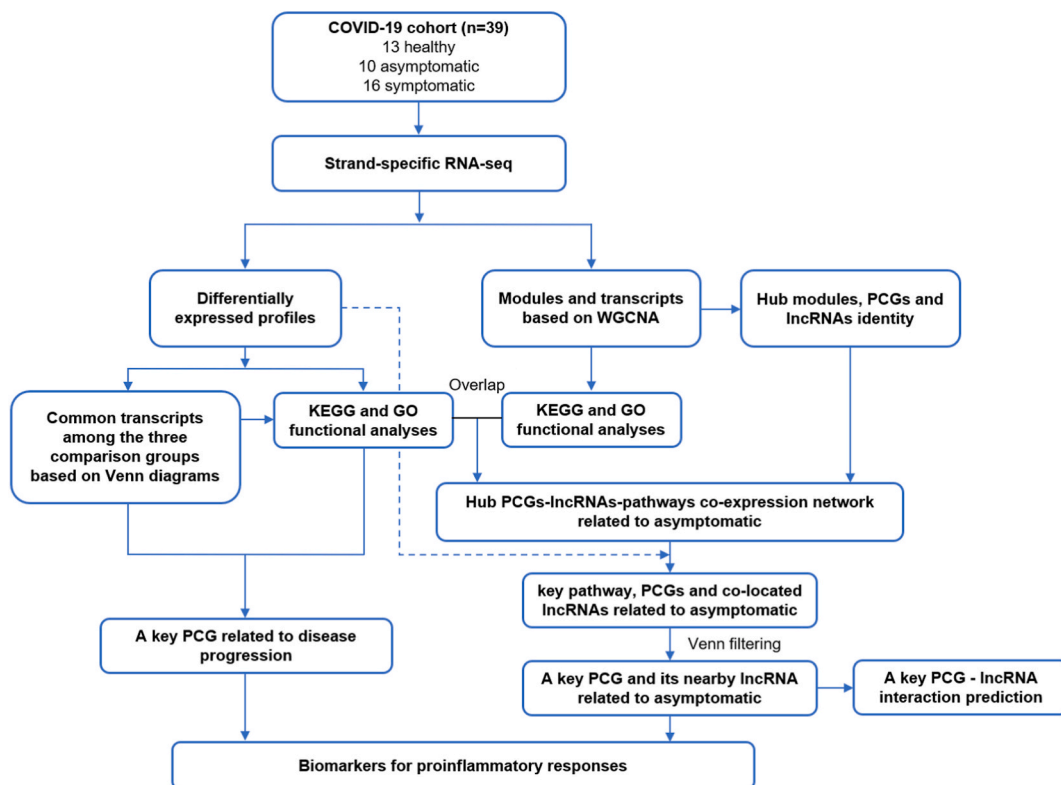 COVID-19 cohort (n=39)
13 healthy
10 asymptomatic
16 symptomatic
Strand-specific RNA-seq
Differentially
expressed profiles
Modules and transcripts
based on WGCNA
Hub modules, PCGs and
lncRNAs identity
Common transcripts
among the three
comparison groups
based on Venn diagrams
KEGG and GO
functional analyses
Overlap
KEGG and GO
functional analyses
Hub PCGs-lncRNAs-pathways co-expression network
related to asymptomatic
key pathway, PCGs and co-located
lncRNAs related to asymptomatic
Venn filtering
A key PCG related to disease
progression
A key PCG and its nearby lncRNA
related to asymptomatic
A key PCG - lncRNA
interaction prediction
Biomarkers for proinflammatory responses